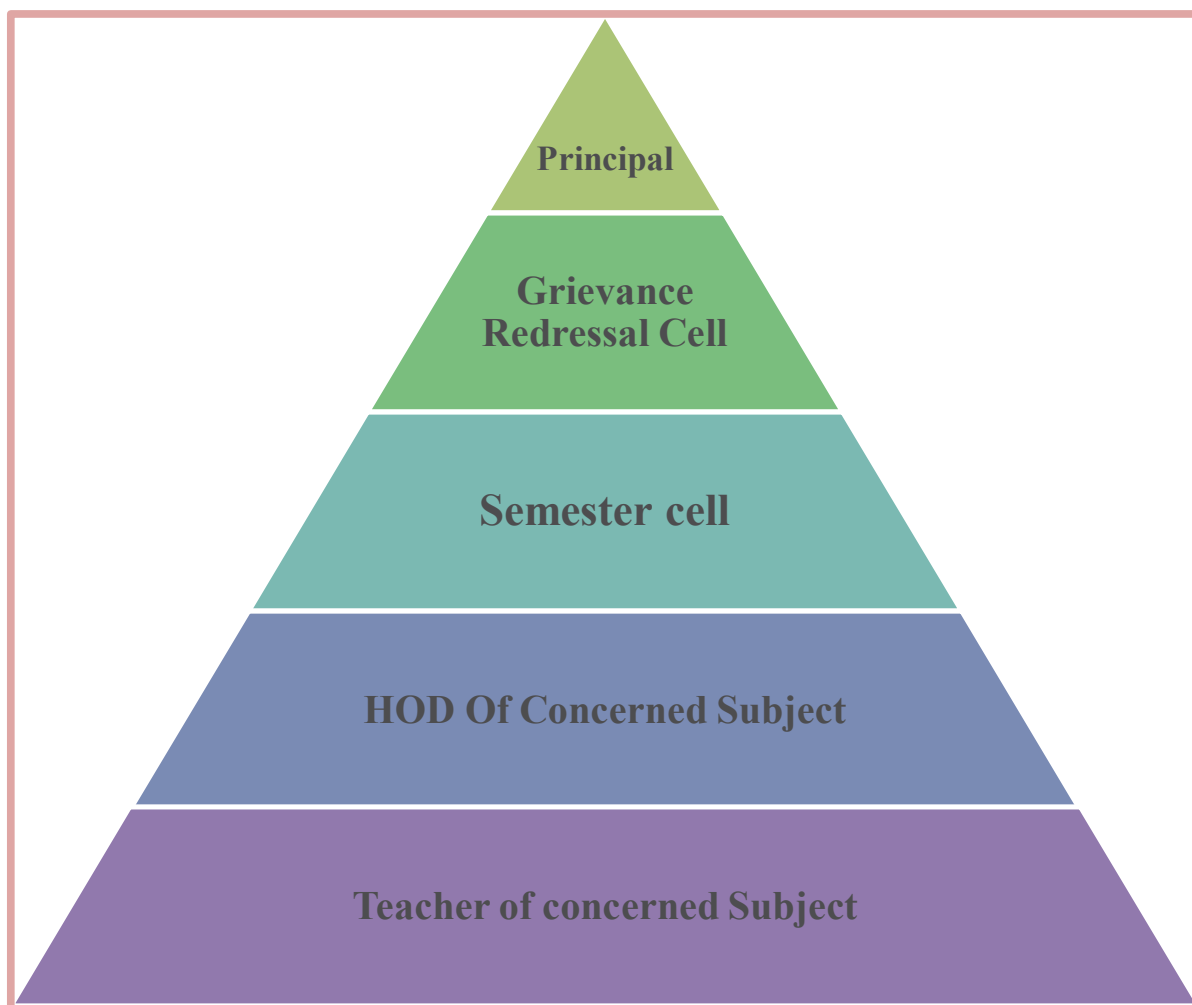 Principal
Grievance
Redressal Cell
Semester cell
HOD Of Concerned Subject
Teacher of concerned Subject